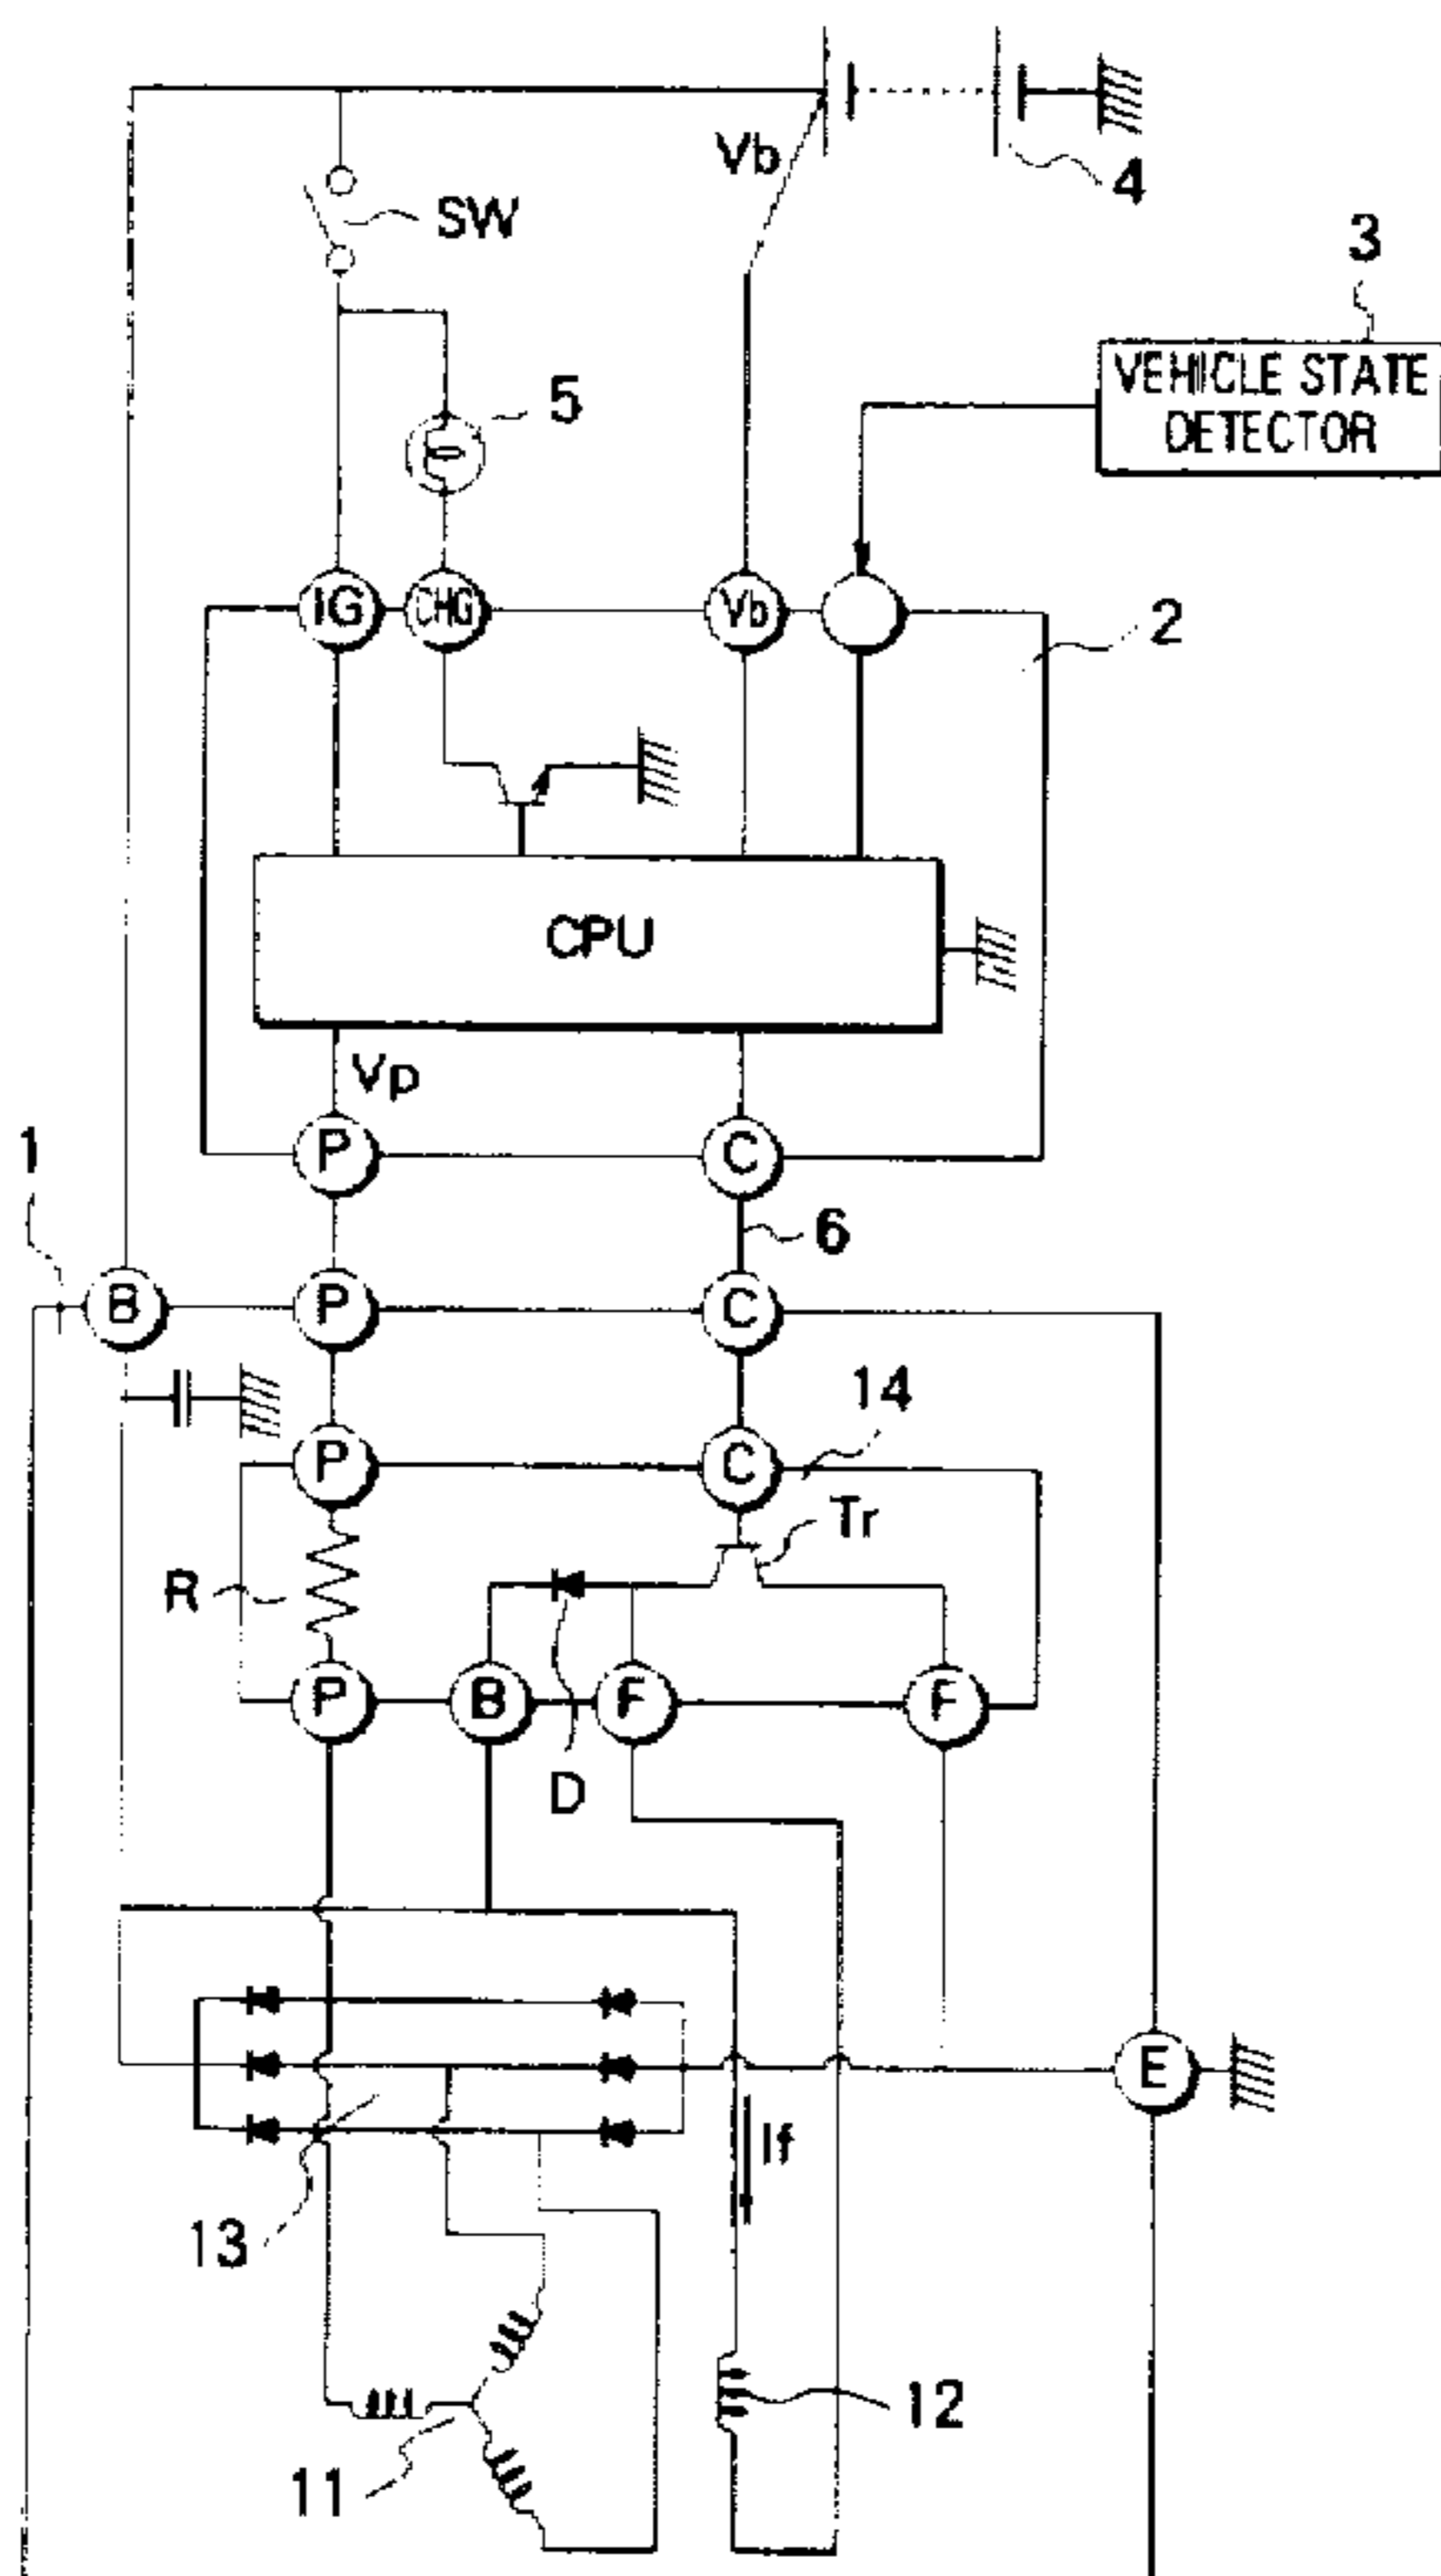 Vb
4
SW
3
VEHICLE STATE
DETECTOR
5
IG
CHG
Vb
2
CPU
Vp
P
C
1
6
B
P
C
14
P
C
Tr
R
P
B
F
F
D
E
If
13
12
11